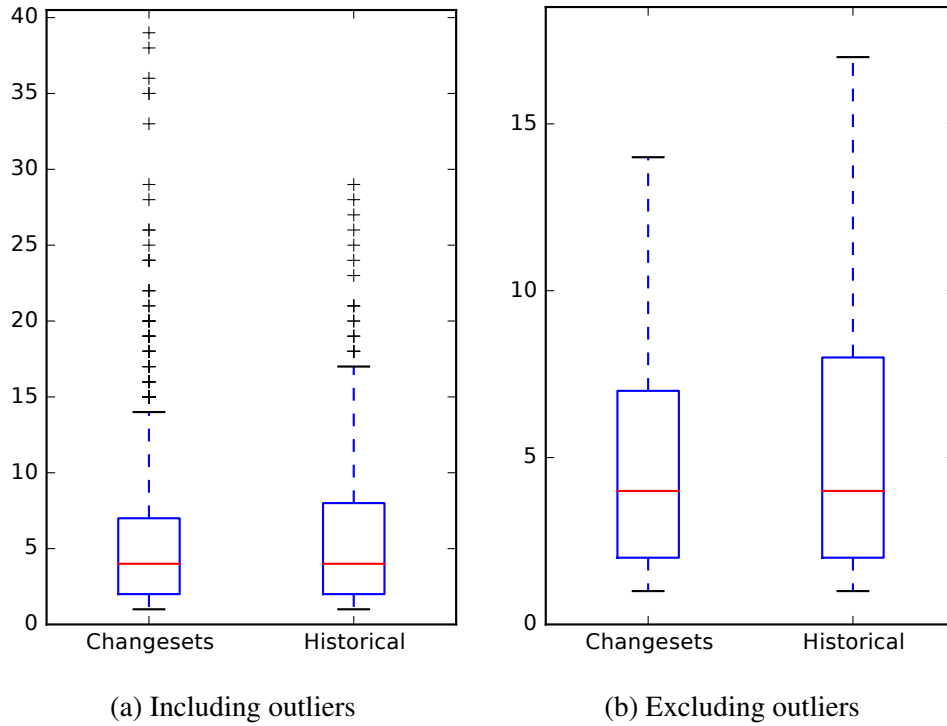 40
35
30
25
20
15
10
5
0
Changesets
Historical
(a) Including outliers
15
10
5
0
Changesets
Historical
(b) Excluding outliers